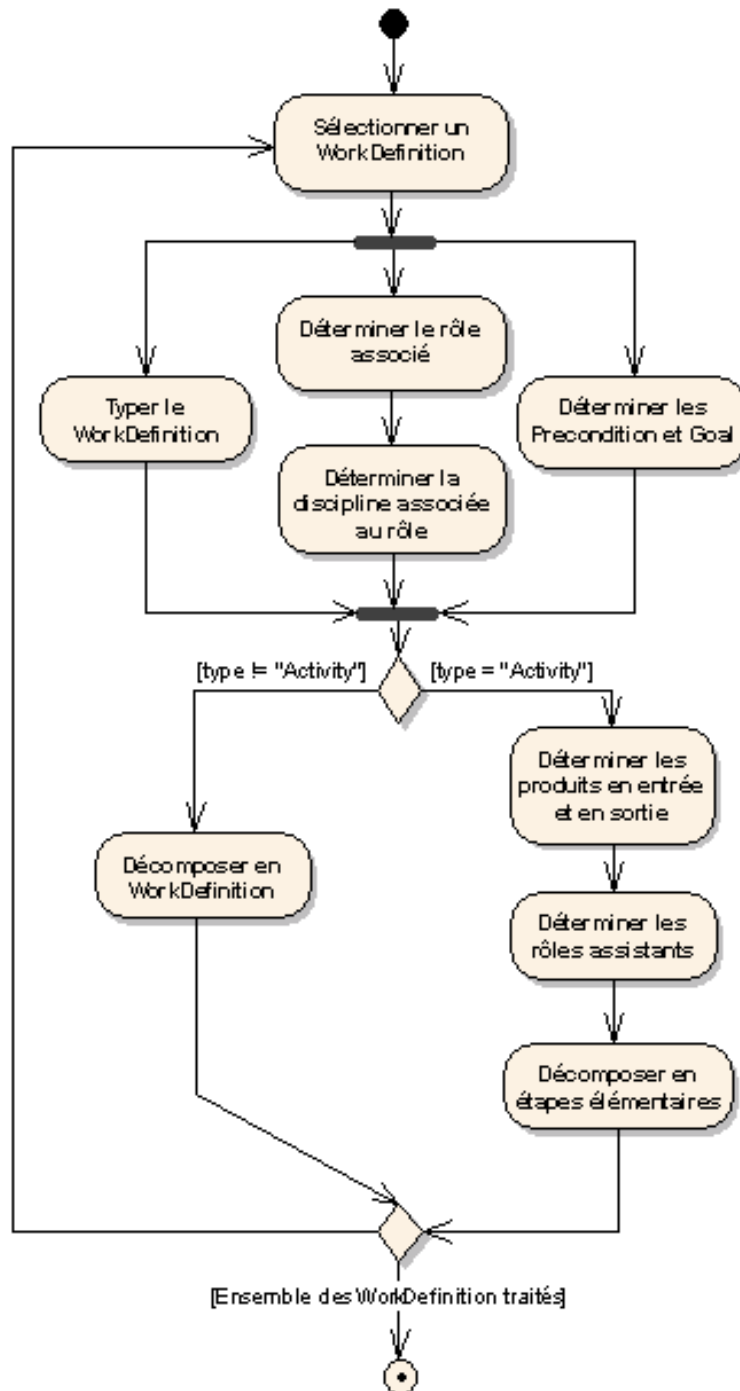 Sélectionner un
WorkDefinition
Déterminer le rôle
associé
Typer le
WorkDefinition
Déterminer les
Precondition et Goal
Déterminer la
discipline associée
au rôle
[type != "Activity"]
[type = "Activity"]
Déterminer les
produits en entrée
et en sortie
Décomposer en
WorkDefinition
Déterminer les
rôles assistants
Décomposer en
étapes élémentaires
[Ensemble des WorkDefinition traités]